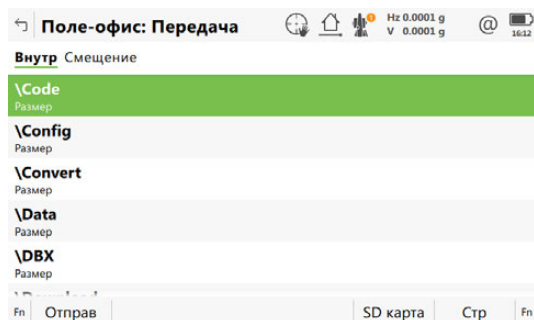 Поле-офис: Передача
Hz 0.0001 g
V 0.0001 g
@
16:12
Внутр Смещение
\Code
Размер
\Config
Размер
\Convert
Размер
\Data
Размер
\DBX
Размер
Fn Отправ SD карта Стр Fn